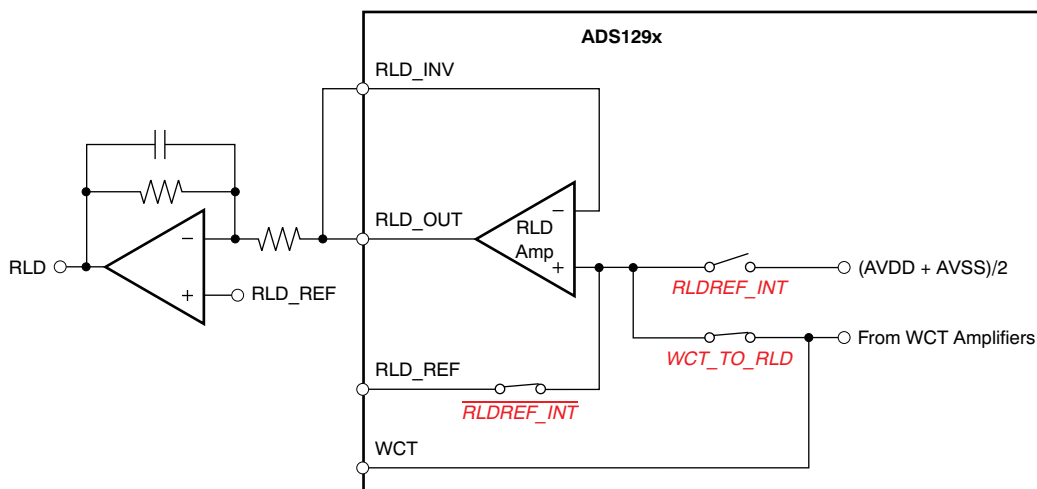 ADS129x
RLD_INV
RLD_OUT
−
RLD
Amp
+
RLDREF_INT
(AVDD + AVSS)/2
WCT_TO_RLD
From WCT Amplifiers
−
+
RLD
RLD_REF
RLD_REF
RLDREF_INT
WCT